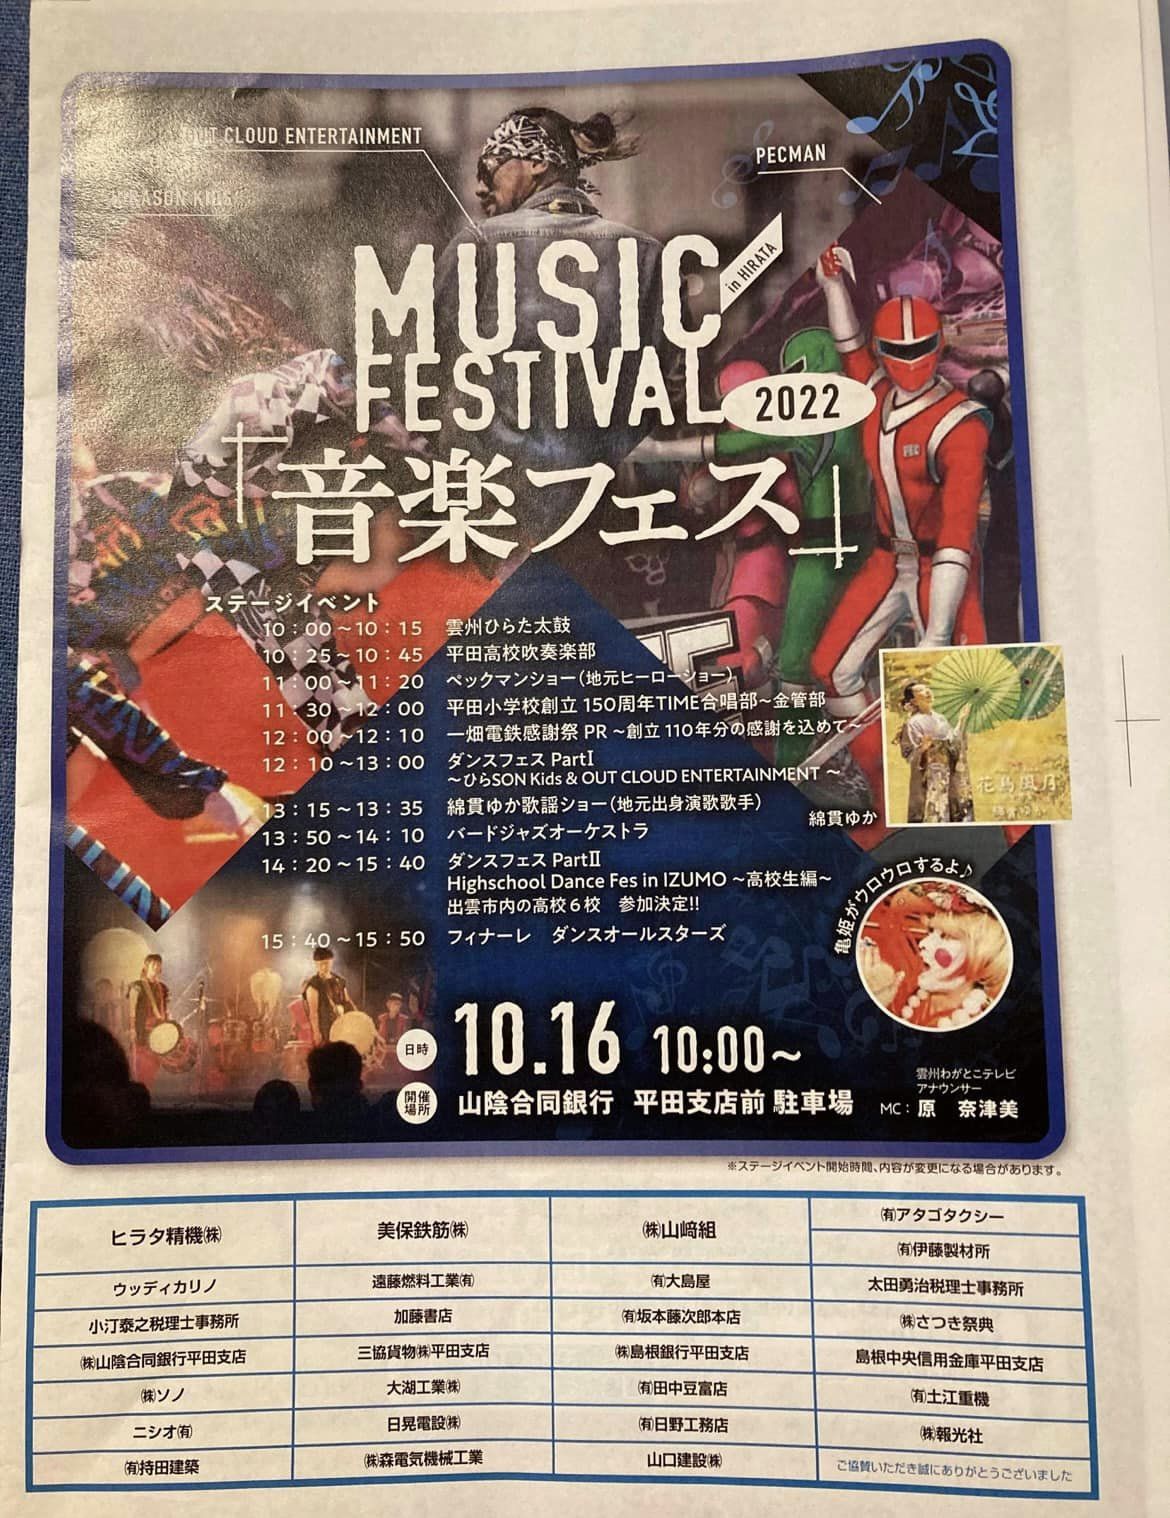 OUT CLOUD ENTERTAINMENT
PECMAN
MUSIC
in HIRATA
FESTIVAL
2022
音楽フェス
ステージイベント
10：00～10：15 雲州ひらた太鼓
10：25～10：45 平田高校吹奏楽部
11：00～11：20 ペックマンショー(地元ヒーローショー)
11：30～12：00 平田小学校創立150周年TIME合唱部~金管部
12：00～12：10 一畑電鉄感謝祭 PR ~創立110年分の感謝を込めて~
12：10～13：00 ダンスフェス PartⅠ
～ひらSON Kids & OUT CLOUD ENTERTAINMENT ～
13：15～13：35 綿貫ゆか歌謡ショー(地元出身演歌歌手)
13：50～14：10 バードジャズオーケストラ
14：20～15：40 ダンスフェス PartⅡ
Highschool Dance Fes in IZUMO ～高校生編～
出雲市内の高校6校 参加決定!!
15：40～15：50 フィナーレ ダンスオールスターズ
花鳥風月
綿貫ゆか
綿貫ゆか
亀姫がウロウロするよ♪
PEC
日時 10.16 10:00～
開催場所 山陰合同銀行 平田支店前 駐車場
雲州わがとこテレビ
アナウンサー
MC：原 奈津美
※ステージイベント開始時間、内容が変更になる場合があります。
ヒラタ精機㈱ 美保鉄筋㈱ ㈱山﨑組 ㈲アタゴタクシー
㈲伊藤製材所
ウッディカリノ 遠藤燃料工業㈲ ㈲大島屋 太田勇治税理士事務所
小汀泰之税理士事務所 加藤書店 ㈲坂本藤次郎本店 ㈱さつき祭典
㈱山陰合同銀行平田支店 三協貨物㈱平田支店 ㈱島根銀行平田支店 島根中央信用金庫平田支店
㈱ソノ 大湖工業㈱ ㈲田中豆富店 ㈲土江重機
ニシオ㈲ 日晃電設㈱ ㈲日野工務店 ㈱報光社
㈲持田建築 ㈱森電気機械工業 山口建設㈱ ご協賛いただき誠にありがとうございました